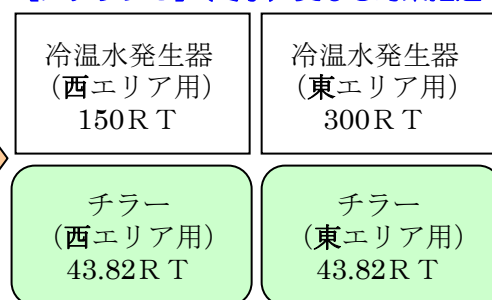 冷温水発生器
（西エリア用）
150ＲＴ
冷温水発生器
（東エリア用）
300ＲＴ
チラー
（西エリア用）
43.82ＲＴ
チラー
（東エリア用）
43.82ＲＴ